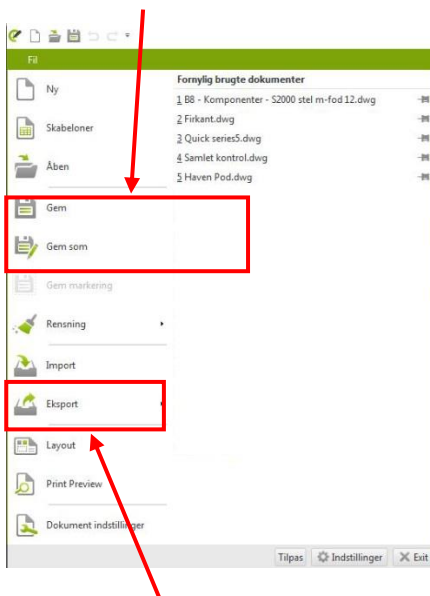 Fil
Ny
Skabeloner
Åben
Gem
Gem som
Gem markering
Rensning
Import
Eksport
Layout
Print Preview
Dokument indstillinger
Fornylig brugte dokumenter
1 B8 - Komponenter - S2000 stel m-fod 12.dwg
2 Firkant.dwg
3 Quick series5.dwg
4 Samlet kontrol.dwg
5 Haven Pod.dwg
Tilpas Indstillinger Exit